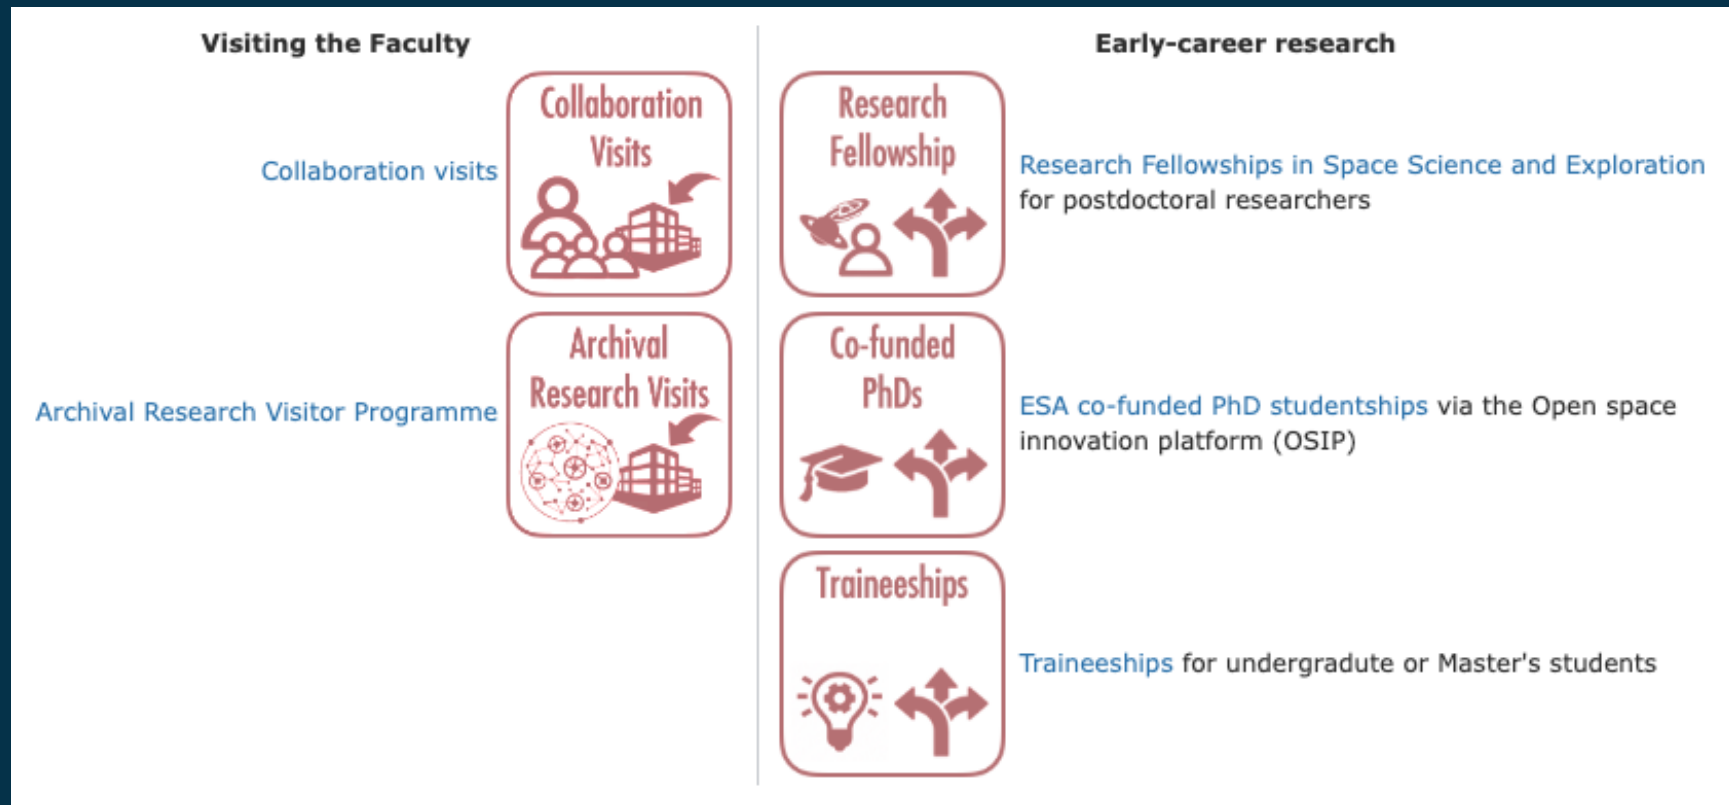 Visiting the Faculty
Collaboration visits
Collaboration
Visits
Archival Research Visitor Programme
Archival
Research Visits
Early-career research
Research
Fellowship
Research Fellowships in Space Science and Exploration
for postdoctoral researchers
Co-funded
PhDs
ESA co-funded PhD studentships via the Open space
innovation platform (OSIP)
Traineeships
Traineeships for undergradute or Master's students